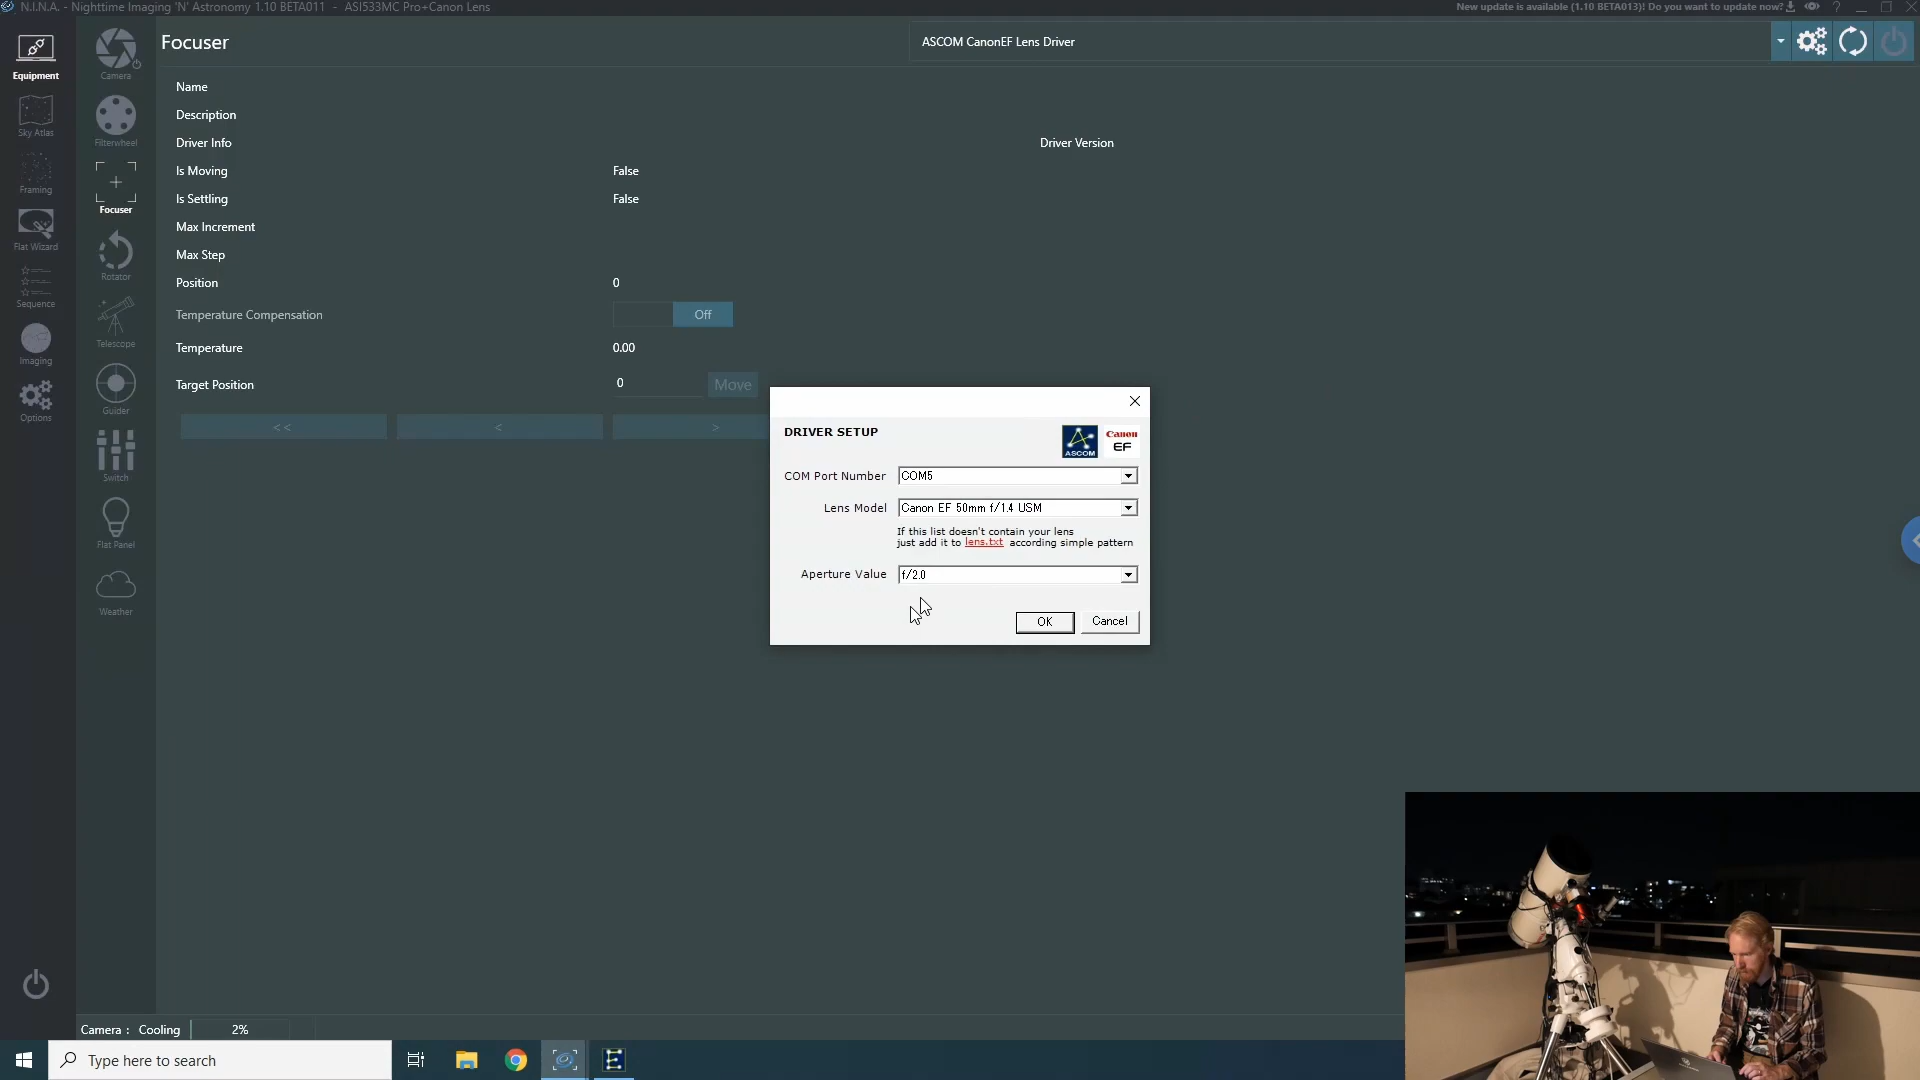 N.I.N.A. - Nighttime Imaging 'N' Astronomy 1.10 BETA011 - ASI533MC Pro+Canon Lens
New update is available (1.10 BETA013)! Do you want to update now?
Equipment
Sky Atlas
Framing
Flat Wizard
Sequence
Imaging
Options
Camera
Filterwheel
Focuser
Rotator
Telescope
Guider
Switch
Flat Panel
Weather
Focuser
ASCOM CanonEF Lens Driver
Name
Description
Driver Info
Driver Version
Is Moving False
Is Settling False
Max Increment
Max Step
Position 0
Temperature Compensation Off
Temperature 0.00
Target Position 0 Move
<< < >
DRIVER SETUP
ASCOM
Canon
EF
COM Port Number COM5
Lens Model Canon EF 50mm f/1.4 USM
If this list doesn't contain your lens
just add it to lens.txt according simple pattern
Aperture Value f/2.0
OK Cancel
Camera : Cooling 2%
Type here to search